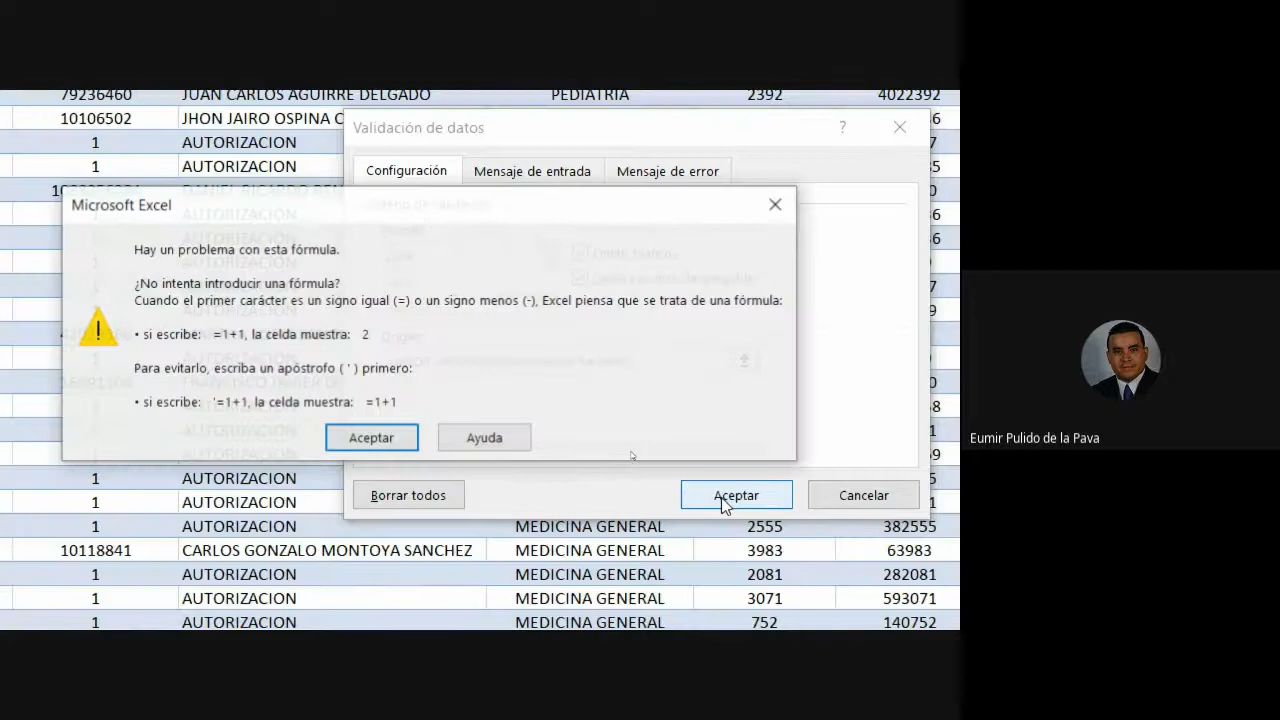 79236460 JUAN CARLOS AGUIRRE DELGADO PEDIATRIA 2392 4022392
10106502 JHON JAIRO OSPINA
1 AUTORIZACION
1 AUTORIZACION
Validación de datos ?
Configuración Mensaje de entrada Mensaje de error
Microsoft Excel
Hay un problema con esta fórmula.
¿No intenta introducir una fórmula?
Cuando el primer carácter es un signo igual (=) o un signo menos (-), Excel piensa que se trata de una fórmula:
• si escribe: =1+1, la celda muestra: 2
Para evitarlo, escriba un apóstrofo ( ' ) primero:
• si escribe: '=1+1, la celda muestra: =1+1
Aceptar Ayuda
Borrar todos Aceptar Cancelar
1 AUTORIZACION
1 AUTORIZACION
1 AUTORIZACION MEDICINA GENERAL 2555 382555
10118841 CARLOS GONZALO MONTOYA SANCHEZ MEDICINA GENERAL 3983 63983
1 AUTORIZACION MEDICINA GENERAL 2081 282081
1 AUTORIZACION MEDICINA GENERAL 3071 593071
1 AUTORIZACION MEDICINA GENERAL 752 140752
Eumir Pulido de la Pava